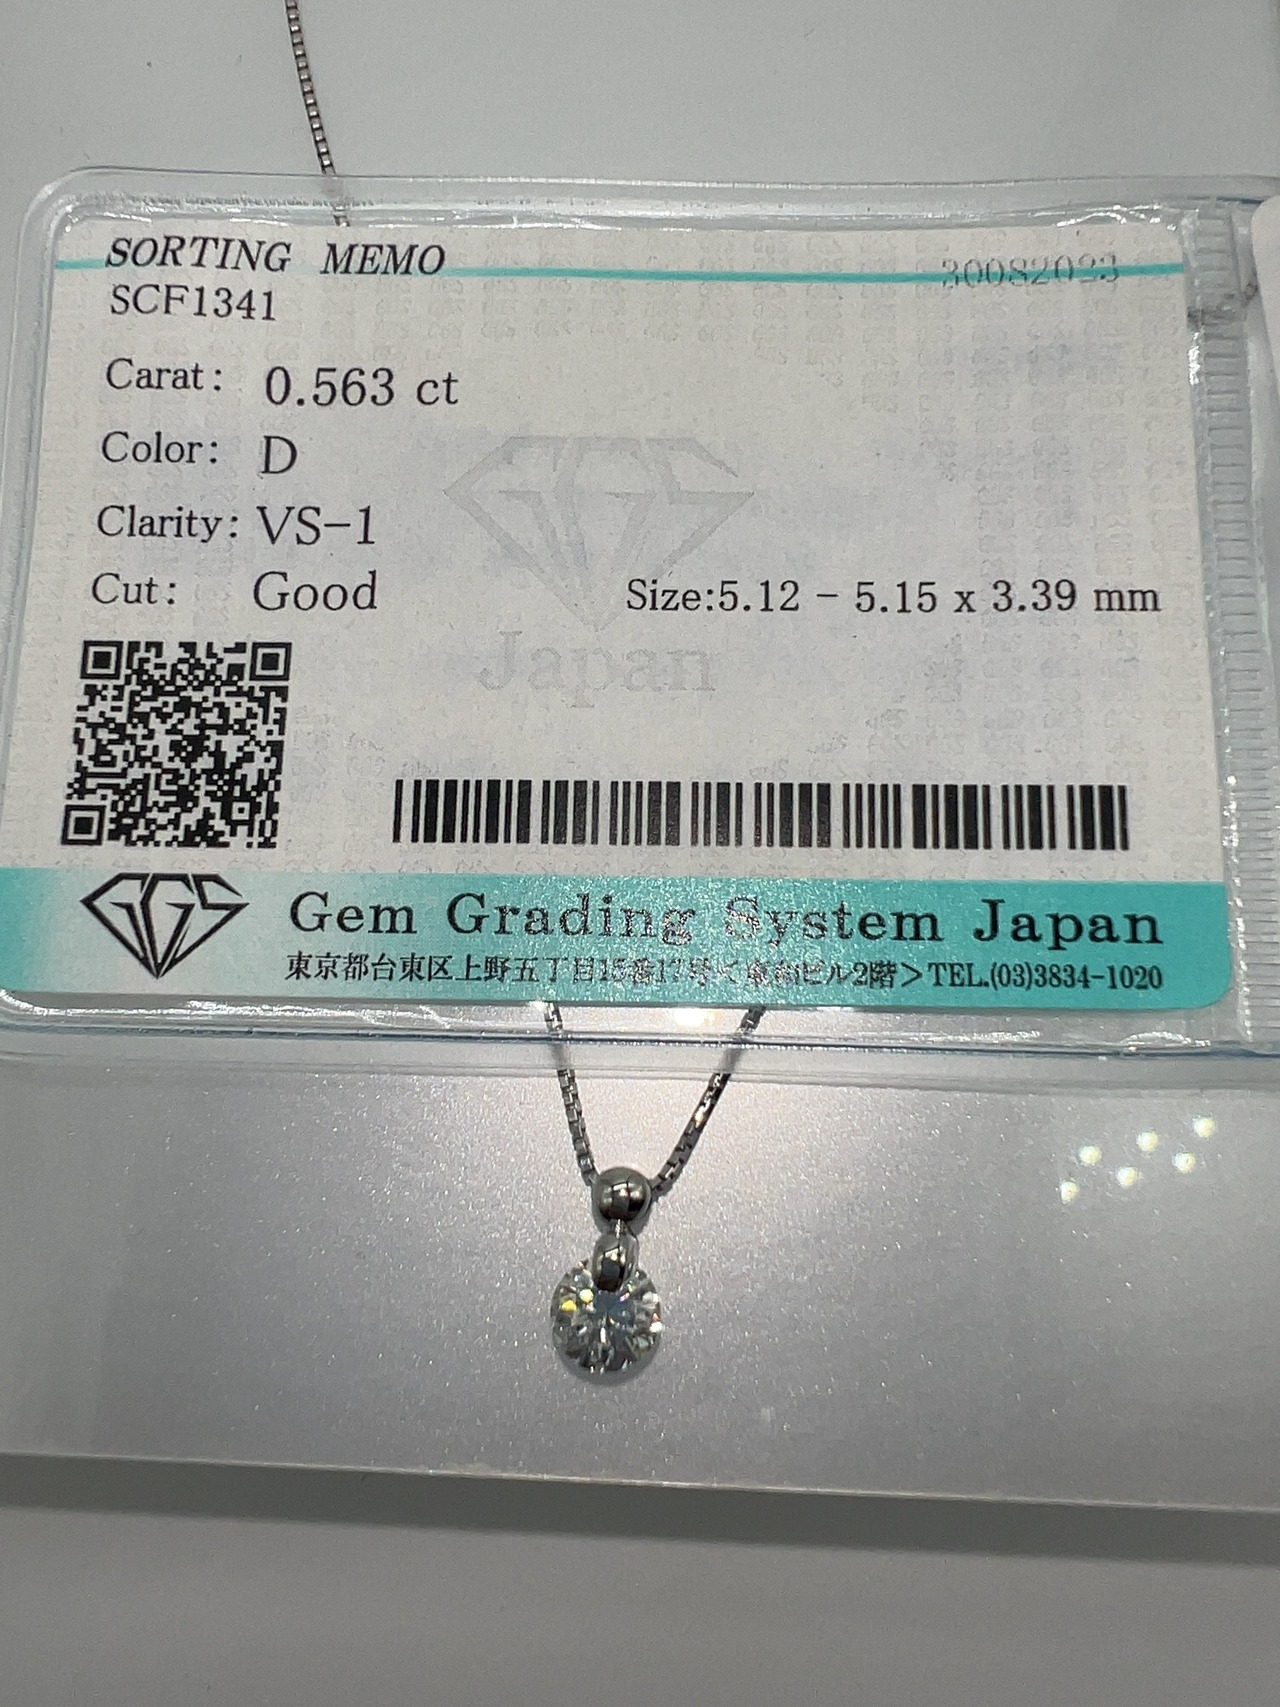 SORTING MEMO
30082023
SCF1341
Carat: 0.563 ct
Color: D
Clarity: VS-1
Cut: Good
Size:5.12 - 5.15 x 3.39 mm
GGS
Japan
GGS
Gem Grading System Japan
東京都台東区上野五丁目15番17号< ビル2階>TEL.(03)3834-1020